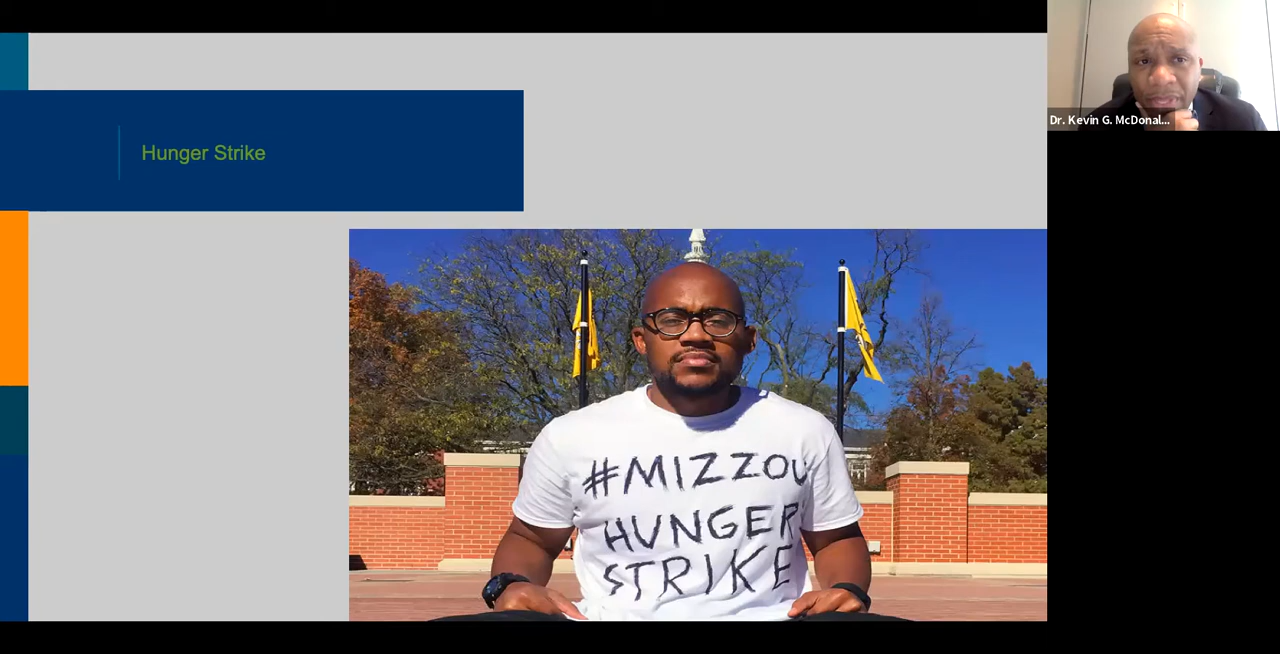 Hunger Strike
Dr. Kevin G. McDonal...
#MIZZOU
HUNGER
STRIKE